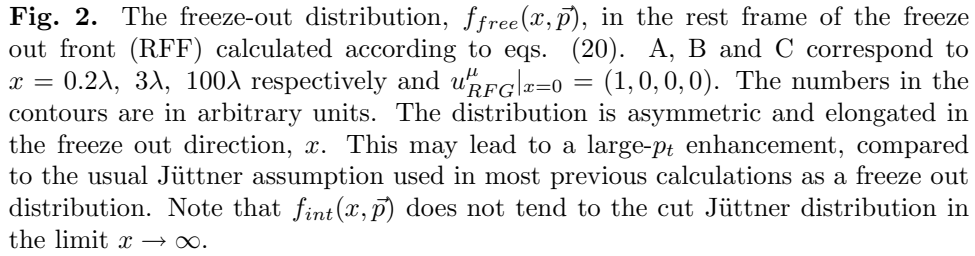 Fig. 2. The freeze-out distribution, f_{free}(x, \vec{p}), in the rest frame of the freeze
out front (RFF) calculated according to eqs. (20). A, B and C correspond to
x = 0.2λ, 3λ, 100λ respectively and u^{μ}_{RFG}|_{x=0} = (1, 0, 0, 0). The numbers in the
contours are in arbitrary units. The distribution is asymmetric and elongated in
the freeze out direction, x. This may lead to a large-p_t enhancement, compared
to the usual Jüttner assumption used in most previous calculations as a freeze out
distribution. Note that f_{int}(x, \vec{p}) does not tend to the cut Jüttner distribution in
the limit x → ∞.